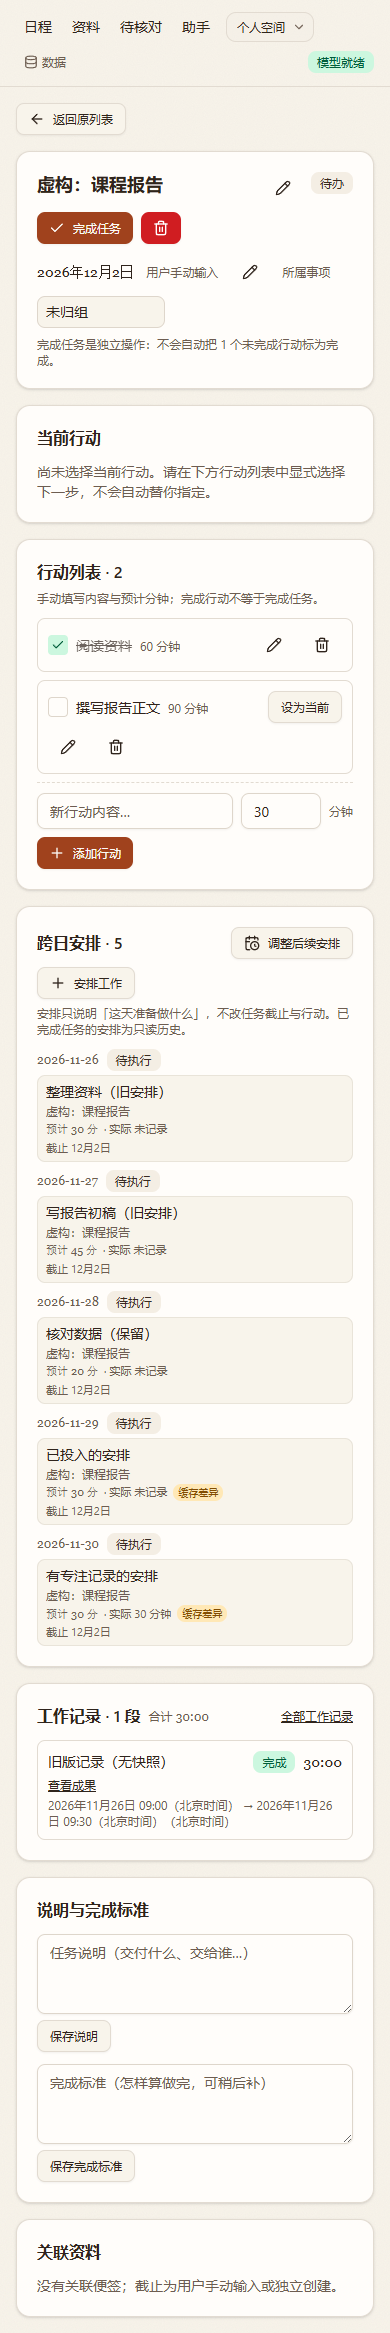 日程 资料 待核对 助手 个人空间
数据 模型就绪
返回原列表
虚构：课程报告 待办
完成任务
2026年12月2日 用户手动输入 所属事项
未归组
完成任务是独立操作：不会自动把 1 个未完成行动标为完
成。
当前行动
尚未选择当前行动。请在下方行动列表中显式选择
下一步，不会自动替你指定。
行动列表 · 2
手动填写内容与预计分钟；完成行动不等于完成任务。
阅读资料 60 分钟
撰写报告正文 90 分钟 设为当前
新行动内容... 30 分钟
添加行动
跨日安排 · 5 调整后续安排
安排工作
安排只说明「这天准备做什么」，不改任务截止与行动。已
完成任务的安排为只读历史。
2026-11-26 待执行
整理资料（旧安排）
虚构：课程报告
预计 30 分 · 实际 未记录
截止 12月2日
2026-11-27 待执行
写报告初稿（旧安排）
虚构：课程报告
预计 45 分 · 实际 未记录
截止 12月2日
2026-11-28 待执行
核对数据（保留）
虚构：课程报告
预计 20 分 · 实际 未记录
截止 12月2日
2026-11-29 待执行
已投入的安排
虚构：课程报告
预计 30 分 · 实际 未记录 缓存差异
截止 12月2日
2026-11-30 待执行
有专注记录的安排
虚构：课程报告
预计 30 分 · 实际 30 分钟 缓存差异
截止 12月2日
工作记录 · 1 段 合计 30:00 全部工作记录
旧版记录（无快照） 完成 30:00
查看成果
2026年11月26日 09:00（北京时间） → 2026年11月26
日 09:30（北京时间）（北京时间）
说明与完成标准
任务说明（交付什么、交给谁...）
保存说明
完成标准（怎样算做完，可稍后补）
保存完成标准
关联资料
没有关联便签；截止为用户手动输入或独立创建。